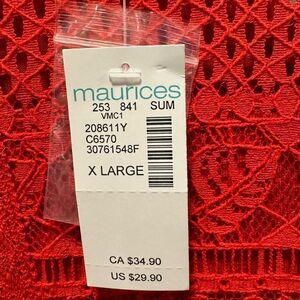 maurices
253 841 SUM
VMC1
208611Y
C6570
30761548F
X LARGE
CA $34.90
US $29.90